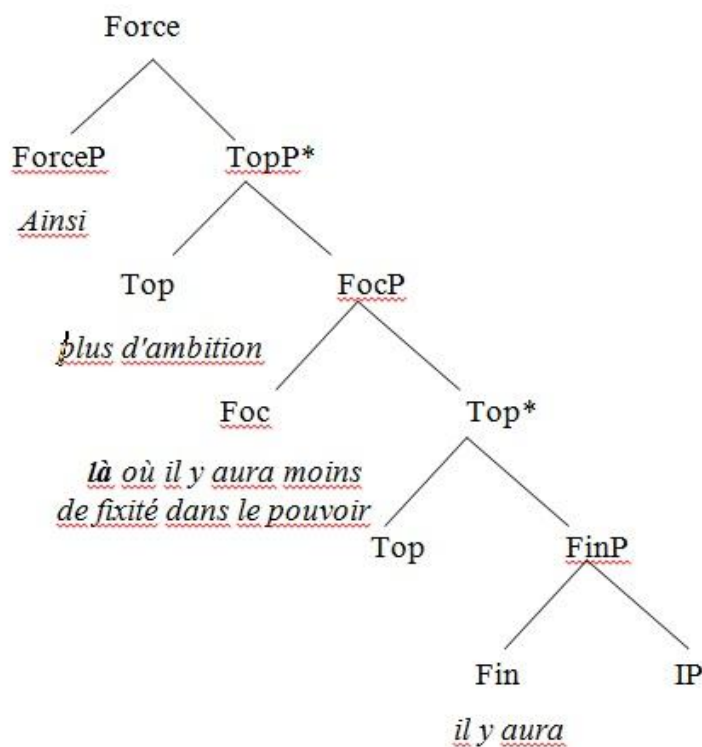 Force
ForceP TopP*
Ainsi
Top FocP
plus d'ambition
Foc Top*
là où il y aura moins
de fixité dans le pouvoir
Top FinP
Fin IP
il y aura